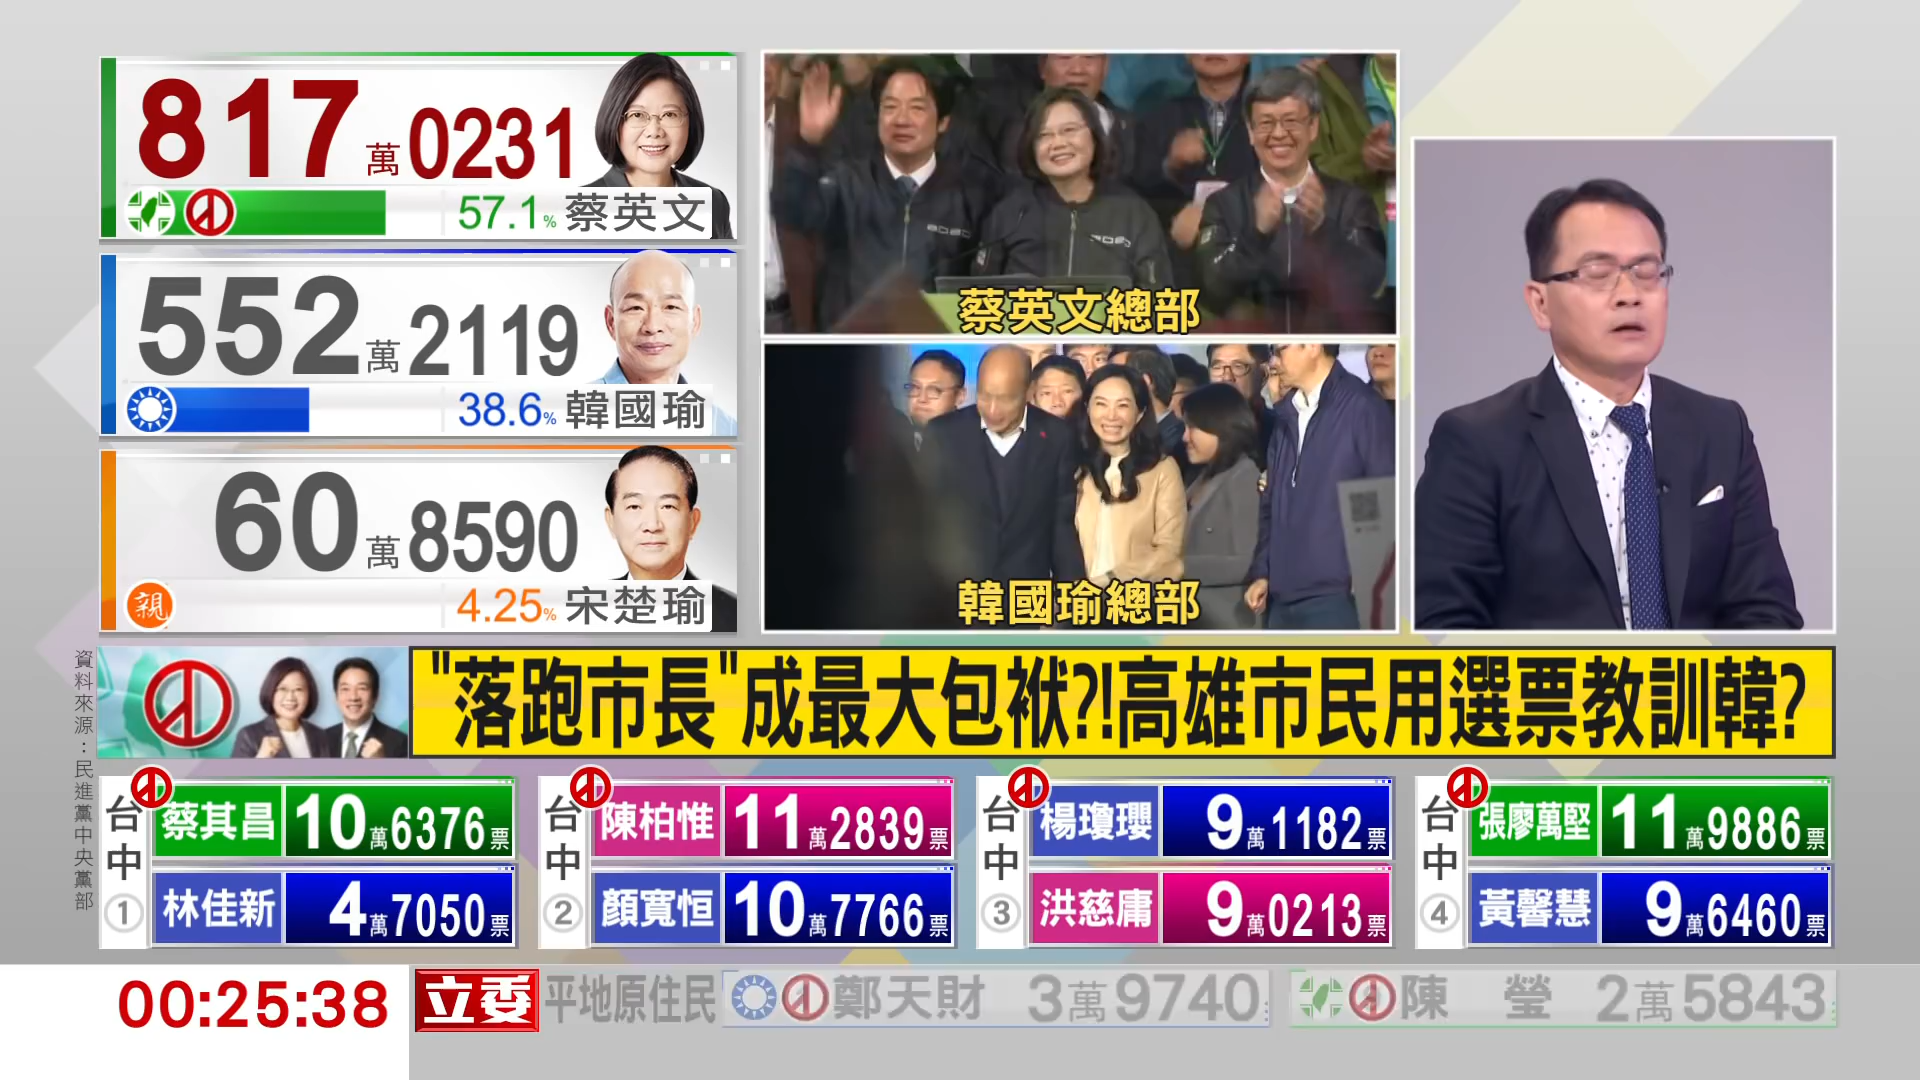 817萬0231
57.1% 蔡英文
552萬2119
38.6% 韓國瑜
60萬8590
親 4.25% 宋楚瑜
2020
2020
蔡英文總部
韓國瑜總部
資料來源：民進黨中央黨部
"落跑市長"成最大包袱?!高雄市民用選票教訓韓?
台中① 蔡其昌 10萬6376票
林佳新 4萬7050票
台中② 陳柏惟 11萬2839票
顏寬恒 10萬7766票
台中③ 楊瓊瓔 9萬1182票
洪慈庸 9萬0213票
台中④ 張廖萬堅 11萬9886票
黃馨慧 9萬6460票
00:25:38 立委 平地原住民 鄭天財 3萬9740 陳 瑩 2萬5843